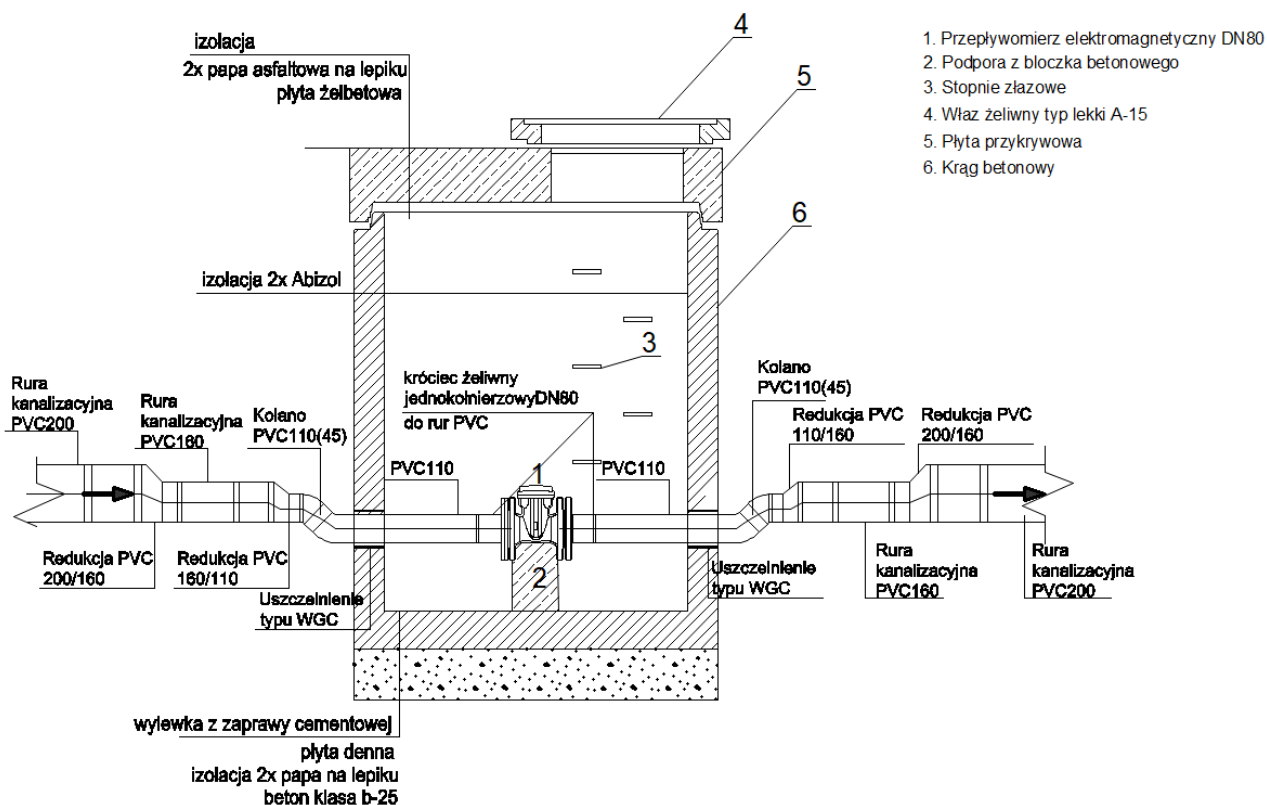 izolacja
2x papa asfaltowa na lepiku
płyta żelbetowa
4
5
6
1. Przepływomierz elektromagnetyczny DN80
2. Podpora z bloczka betonowego
3. Stopnie złazowe
4. Właz żeliwny typ lekki A-15
5. Płyta przykrywowa
6. Krąg betonowy
izolacja 2x Abizol
3
króciec żeliwny
jednokołnierzowyDN80
do rur PVC
Rura
kanalizacyjna
PVC200
Rura
kanalizacyjna
PVC160
Kolano
PVC110(45)
PVC110
1
PVC110
Kolano
PVC110(45)
Redukcja PVC
110/160
Redukcja PVC
200/160
Redukcja PVC
200/160
Redukcja PVC
160/110
Uszczelnienie
typu WGC
2
Uszczelnienie
typu WGC
Rura
kanalizacyjna
PVC160
Rura
kanalizacyjna
PVC200
wylewka z zaprawy cementowej
płyta denna
izolacja 2x papa na lepiku
beton klasa b-25